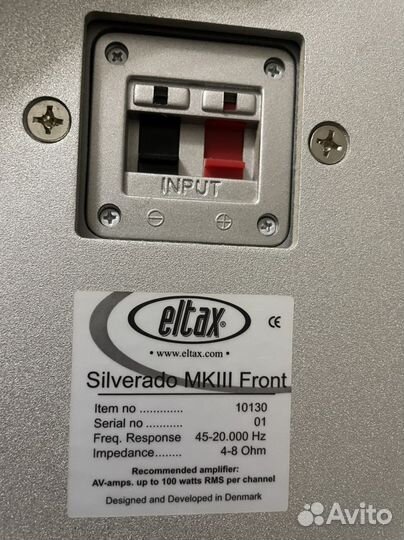 INPUT
eltax®
• www.eltax.com •
CE
Silverado MKIII Front
Item no ............. 10130
Serial no ........... 01
Freq. Response 45-20.000 Hz
Impedance........ 4-8 Ohm
Recommended amplifier:
AV-amps. up to 100 watts RMS per channel
Designed and Developed in Denmark
Avito